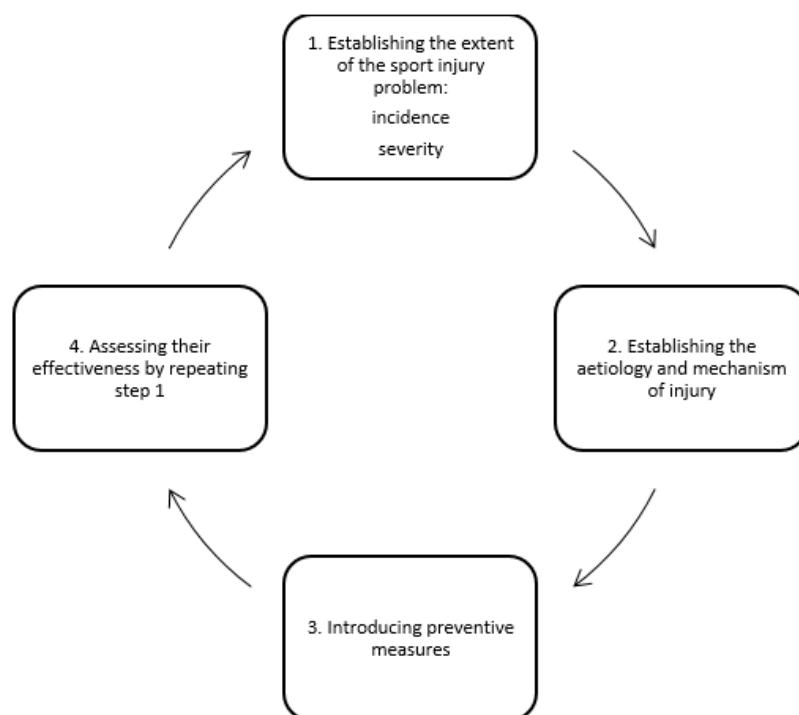 1. Establishing the extent
of the sport injury
problem:
incidence
severity
2. Establishing the
aetiology and mechanism
of injury
3. Introducing preventive
measures
4. Assessing their
effectiveness by repeating
step 1